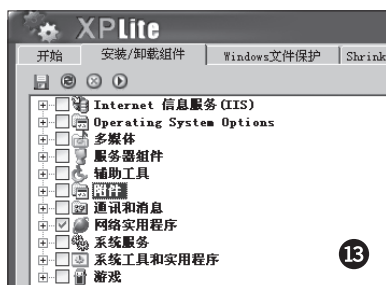 XPLite
开始 安装/卸载组件 Windows文件保护 Shrink
Internet 信息服务(IIS)
Operating System Options
多媒体
服务器组件
辅助工具
附件
通讯和消息
网络实用程序
系统服务
系统工具和实用程序
游戏
13